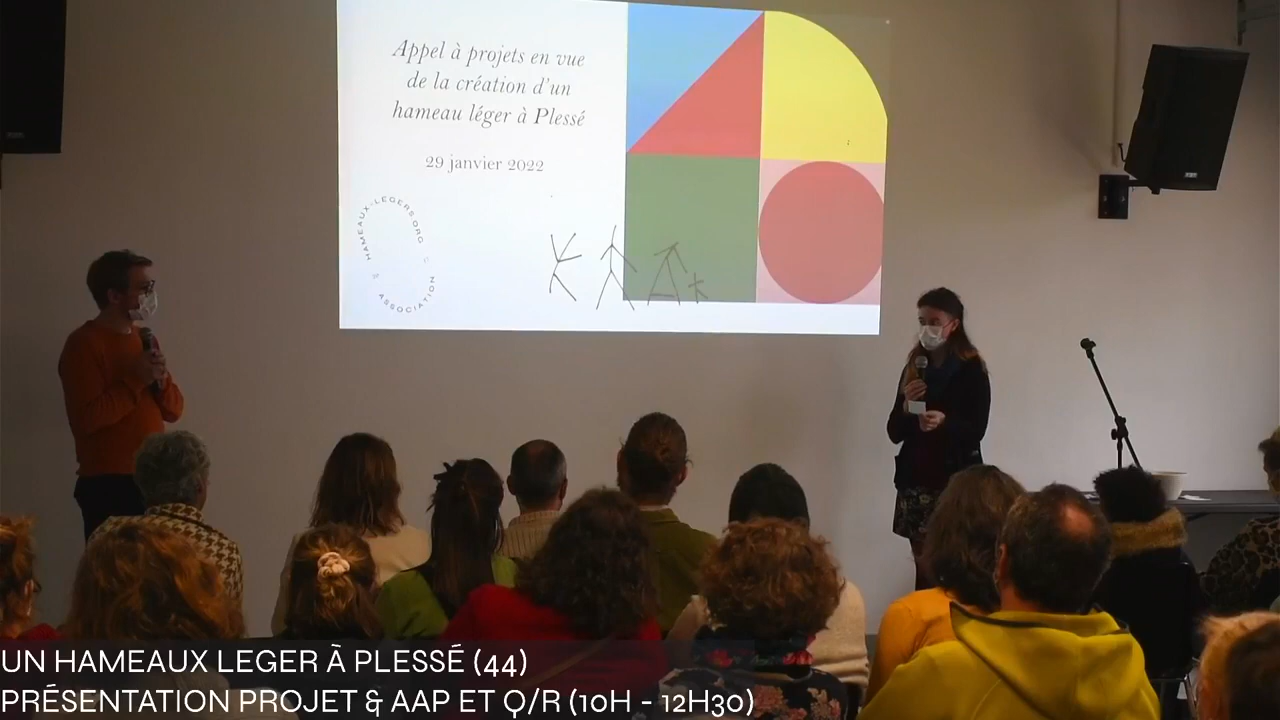 Appel à projets en vue
de la création d'un
hameau léger à Plessé
29 janvier 2022
HAMEAUX-LEGERS.ORG
& ASSOCIATION
UN HAMEAUX LEGER À PLESSÉ (44)
PRÉSENTATION PROJET & AAP ET Q/R (10H - 12H30)